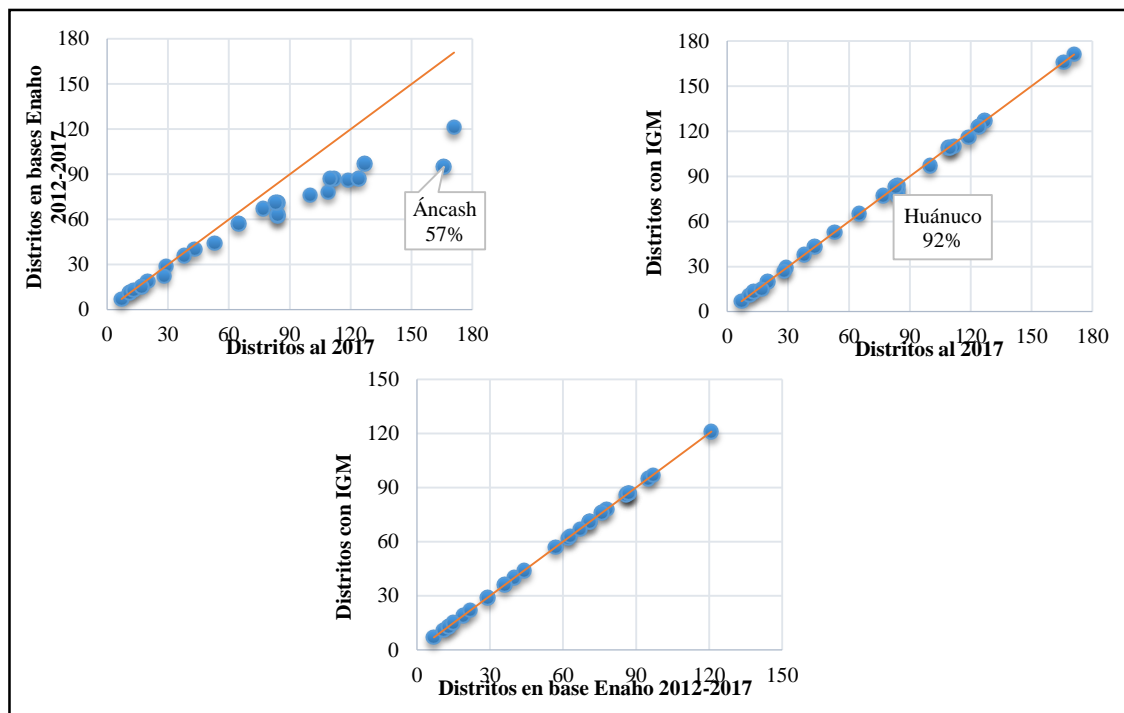 Distritos en bases Enaho
2012-2017
180
150
120
90
60
30
0
0 30 60 90 120 150 180
Distritos al 2017
Áncash
57%
Distritos con IGM
180
150
120
90
60
30
0
0 30 60 90 120 150 180
Distritos al 2017
Huánuco
92%
Distritos con IGM
150
120
90
60
30
0
0 30 60 90 120 150
Distritos en base Enaho 2012-2017